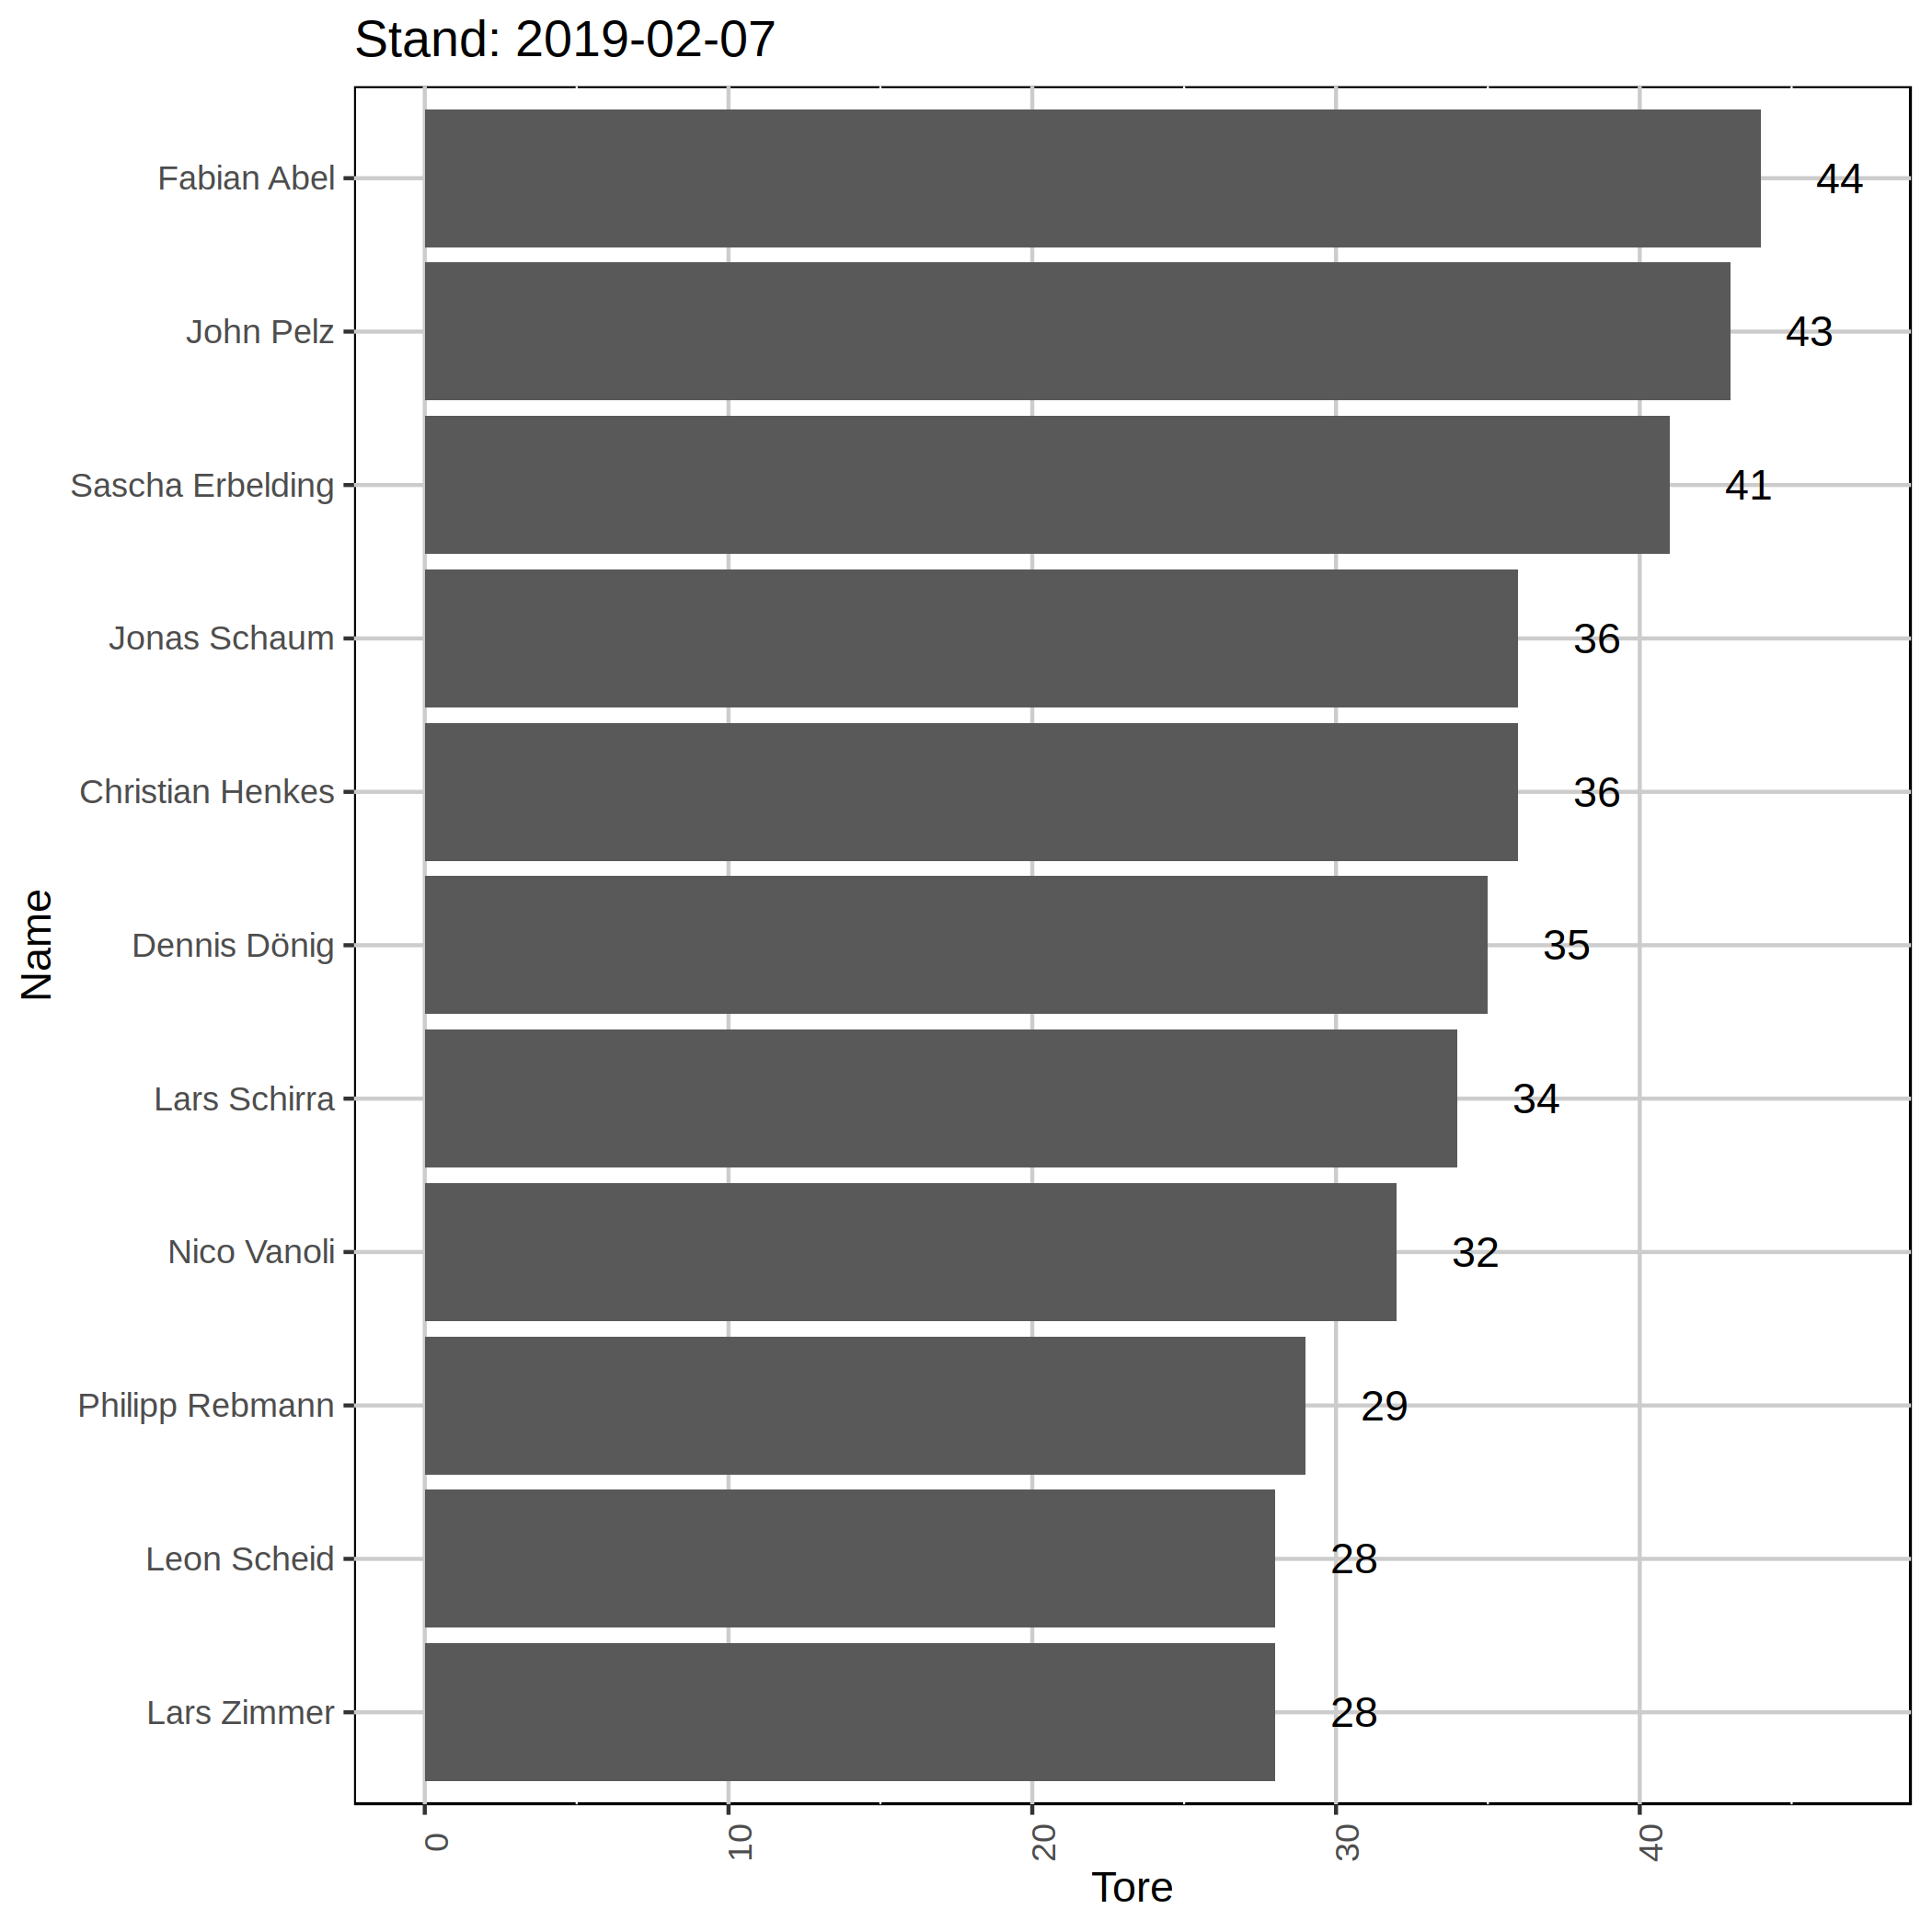 Stand: 2019-02-07
Fabian Abel 44
John Pelz 43
Sascha Erbelding 41
Jonas Schaum 36
Christian Henkes 36
Dennis Dönig 35
Lars Schirra 34
Nico Vanoli 32
Philipp Rebmann 29
Leon Scheid 28
Lars Zimmer 28
Name
0 10 20 30 40
Tore